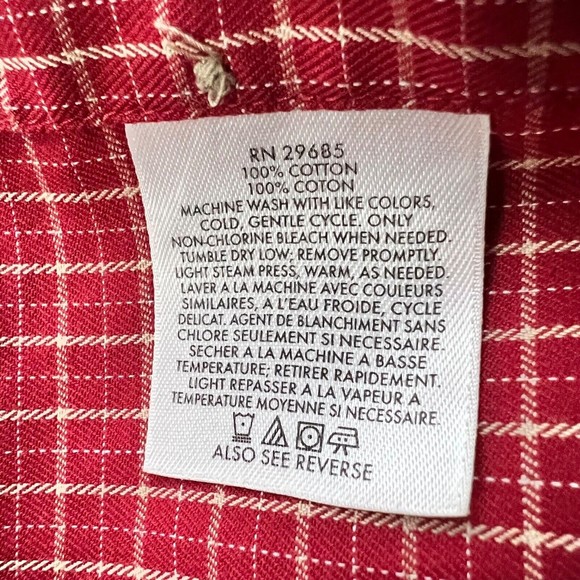 RN 29685
100% COTTON
100% COTON
MACHINE WASH WITH LIKE COLORS,
COLD, GENTLE CYCLE. ONLY
NON-CHLORINE BLEACH WHEN NEEDED.
TUMBLE DRY LOW; REMOVE PROMPTLY.
LIGHT STEAM PRESS, WARM, AS NEEDED.
LAVER A LA MACHINE AVEC COULEURS
SIMILAIRES, A L'EAU FROIDE, CYCLE
DELICAT. AGENT DE BLANCHIMENT SANS
CHLORE SEULEMENT SI NECESSAIRE.
SECHER A LA MACHINE A BASSE
TEMPERATURE; RETIRER RAPIDEMENT.
LIGHT REPASSER A LA VAPEUR A
TEMPERATURE MOYENNE SI NECESSAIRE.
ALSO SEE REVERSE